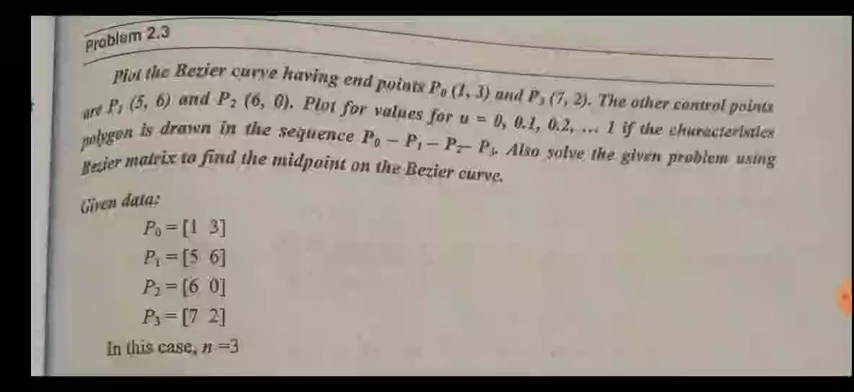 Problem 2.3
Plot the Bezier curve having end points P₀ (1, 3) and P₃ (7, 2). The other control points
are P₁ (5, 6) and P₂ (6, 0). Plot for values for u = 0, 0.1, 0.2, ... 1 if the characteristics
polygon is drawn in the sequence P₀ – P₁ – P₂– P₃. Also solve the given problem using
Bezier matrix to find the midpoint on the Bezier curve.
Given data:
P₀ = [1 3]
P₁ = [5 6]
P₂ = [6 0]
P₃ = [7 2]
In this case, n =3